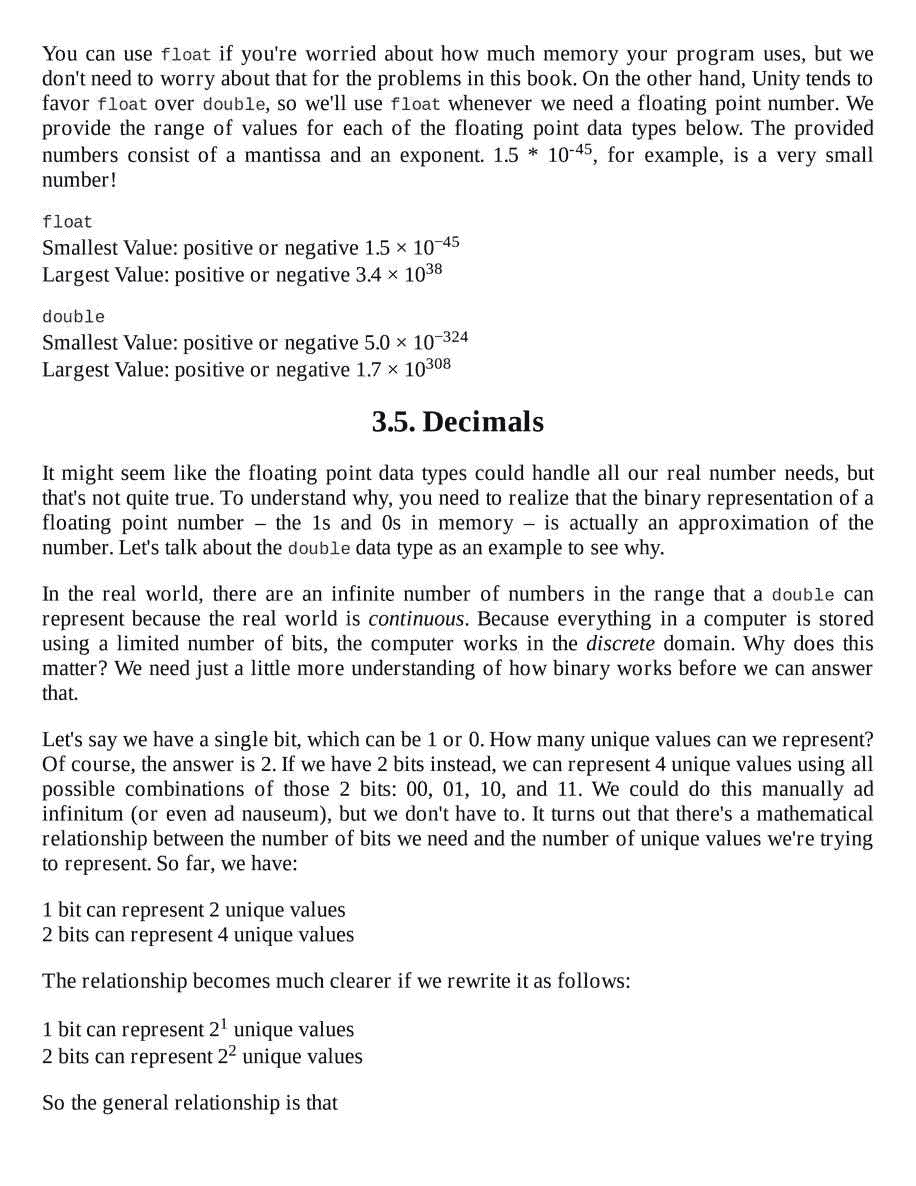 You can use float if you're worried about how much memory your program uses, but we
don't need to worry about that for the problems in this book. On the other hand, Unity tends to
favor float over double, so we'll use float whenever we need a floating point number. We
provide the range of values for each of the floating point data types below. The provided
numbers consist of a mantissa and an exponent. 1.5 * 10⁻⁴⁵, for example, is a very small
number!
float
Smallest Value: positive or negative 1.5 × 10⁻⁴⁵
Largest Value: positive or negative 3.4 × 10³⁸
double
Smallest Value: positive or negative 5.0 × 10⁻³²⁴
Largest Value: positive or negative 1.7 × 10³⁰⁸
3.5. Decimals
It might seem like the floating point data types could handle all our real number needs, but
that's not quite true. To understand why, you need to realize that the binary representation of a
floating point number – the 1s and 0s in memory – is actually an approximation of the
number. Let's talk about the double data type as an example to see why.
In the real world, there are an infinite number of numbers in the range that a double can
represent because the real world is continuous. Because everything in a computer is stored
using a limited number of bits, the computer works in the discrete domain. Why does this
matter? We need just a little more understanding of how binary works before we can answer
that.
Let's say we have a single bit, which can be 1 or 0. How many unique values can we represent?
Of course, the answer is 2. If we have 2 bits instead, we can represent 4 unique values using all
possible combinations of those 2 bits: 00, 01, 10, and 11. We could do this manually ad
infinitum (or even ad nauseum), but we don't have to. It turns out that there's a mathematical
relationship between the number of bits we need and the number of unique values we're trying
to represent. So far, we have:
1 bit can represent 2 unique values
2 bits can represent 4 unique values
The relationship becomes much clearer if we rewrite it as follows:
1 bit can represent 2¹ unique values
2 bits can represent 2² unique values
So the general relationship is that